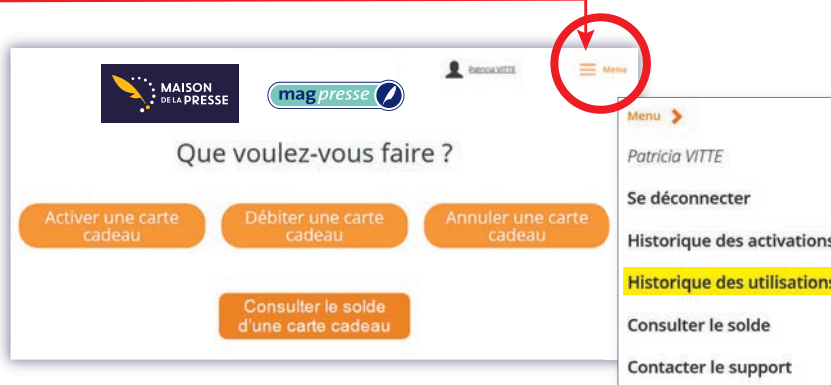 MAISON
DE LA PRESSE
mag presse
Patricia VITTE
Menu
Que voulez-vous faire ?
Activer une carte
cadeau
Débiter une carte
cadeau
Annuler une carte
cadeau
Consulter le solde
d'une carte cadeau
Menu
Patricia VITTE
Se déconnecter
Historique des activations
Historique des utilisations
Consulter le solde
Contacter le support